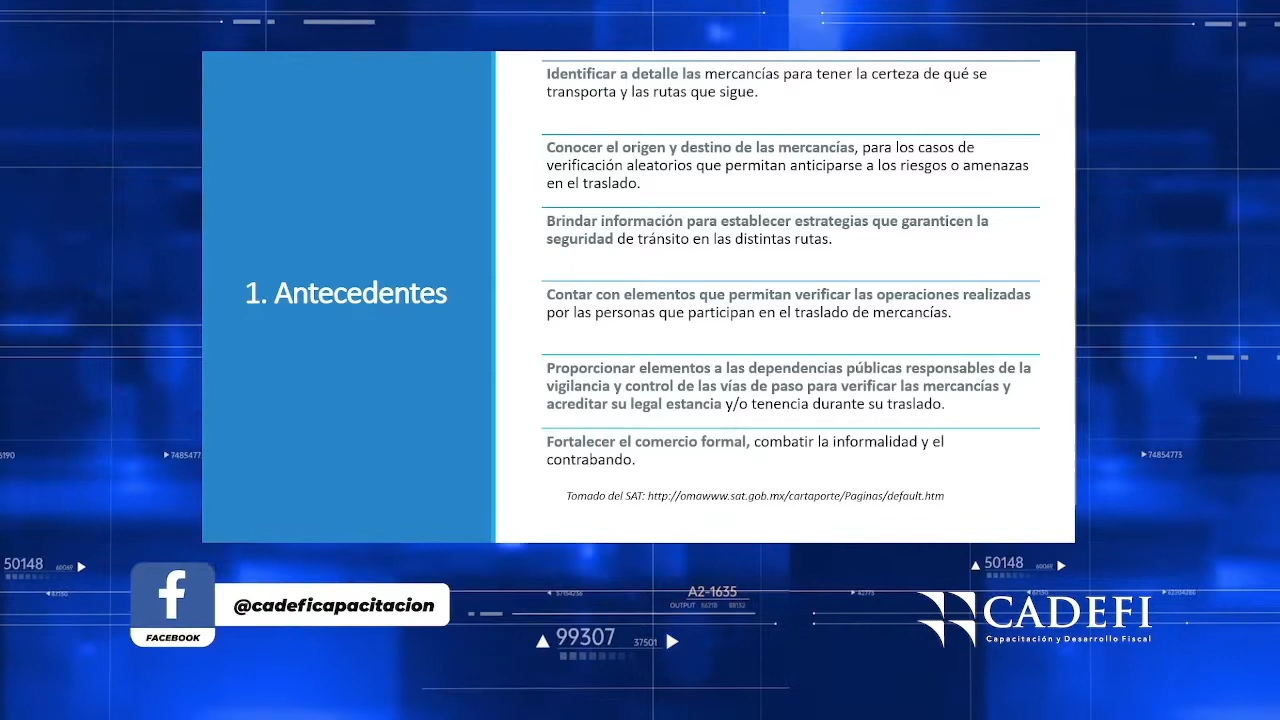 1. Antecedentes
Identificar a detalle las mercancías para tener la certeza de qué se
transporta y las rutas que sigue.
Conocer el origen y destino de las mercancías, para los casos de
verificación aleatorios que permitan anticiparse a los riesgos o amenazas
en el traslado.
Brindar información para establecer estrategias que garanticen la
seguridad de tránsito en las distintas rutas.
Contar con elementos que permitan verificar las operaciones realizadas
por las personas que participan en el traslado de mercancías.
Proporcionar elementos a las dependencias públicas responsables de la
vigilancia y control de las vías de paso para verificar las mercancías y
acreditar su legal estancia y/o tenencia durante su traslado.
Fortalecer el comercio formal, combatir la informalidad y el
contrabando.
Tomado del SAT: http://omawww.sat.gob.mx/cartaporte/Paginas/default.htm
6190
7485477
74854773
50148
50148
A2-1635
OUTPUT
99307
37501
@cadeficapacitacion
FACEBOOK
CADEFI
Capacitación y Desarrollo Fiscal